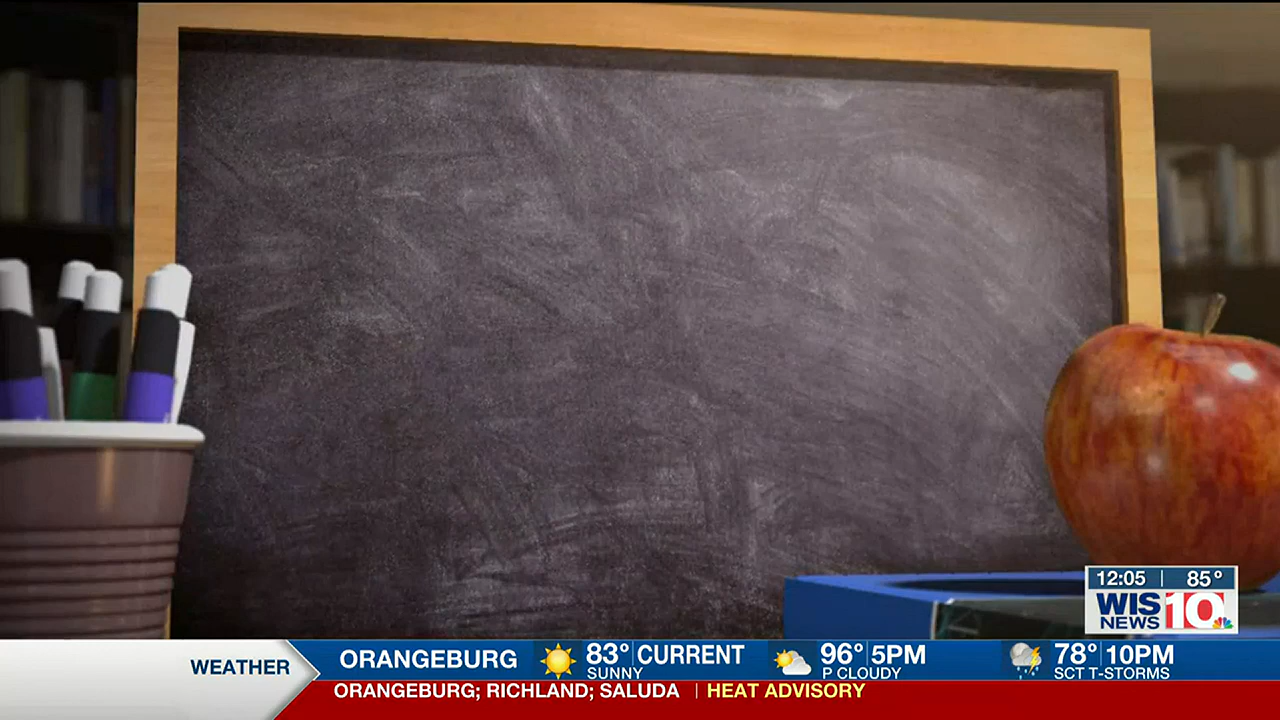 12:05 | 85°
WIS 10
NEWS
WEATHER
ORANGEBURG
83° CURRENT
SUNNY
96° 5PM
P CLOUDY
78° 10PM
SCT T-STORMS
ORANGEBURG; RICHLAND; SALUDA | HEAT ADVISORY